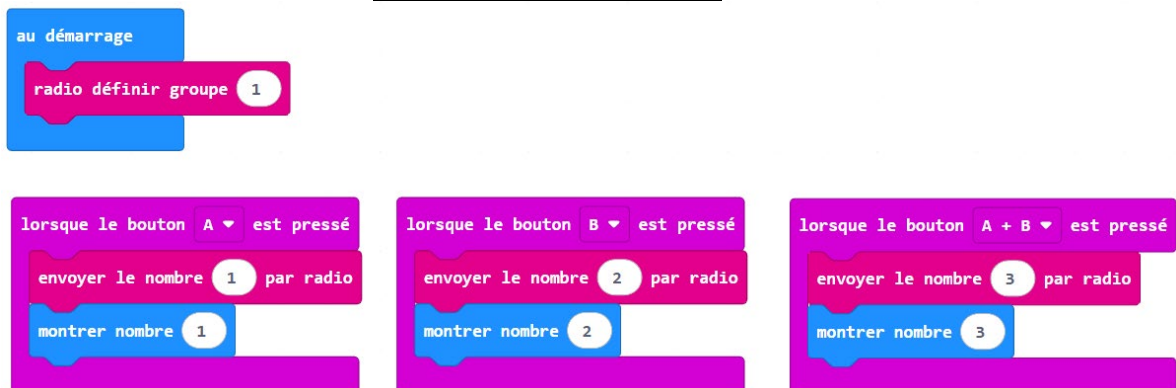 au démarrage
radio définir groupe 1
lorsque le bouton A est pressé
envoyer le nombre 1 par radio
montrer nombre 1
lorsque le bouton B est pressé
envoyer le nombre 2 par radio
montrer nombre 2
lorsque le bouton A + B est pressé
envoyer le nombre 3 par radio
montrer nombre 3